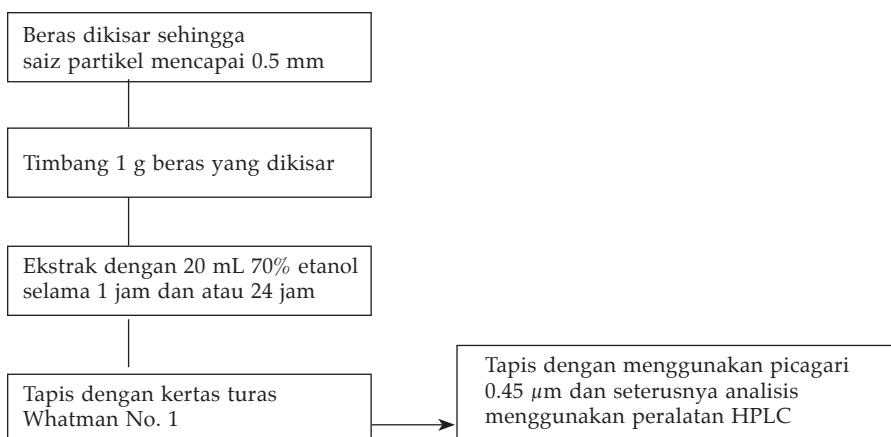 Beras dikisar sehingga
saiz partikel mencapai 0.5 mm
Timbang 1 g beras yang dikisar
Ekstrak dengan 20 mL 70% etanol
selama 1 jam dan atau 24 jam
Tapis dengan kertas turas
Whatman No. 1
Tapis dengan menggunakan picagari
0.45 µm dan seterusnya analisis
menggunakan peralatan HPLC